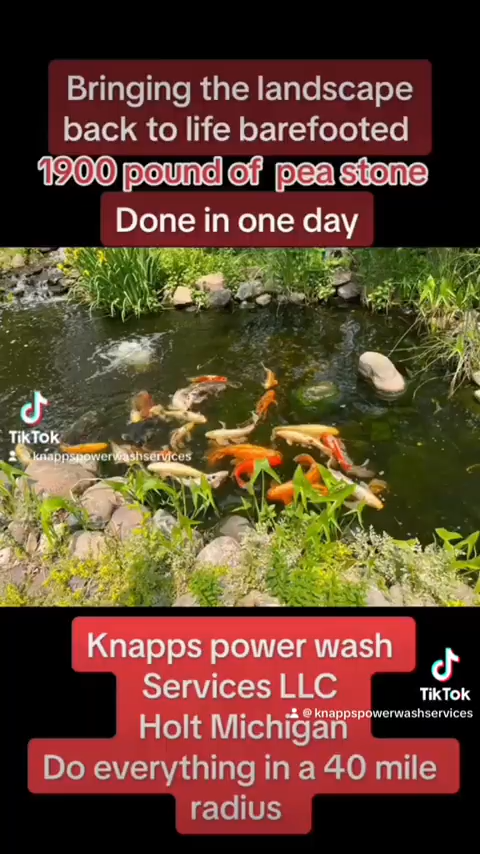 Bringing the landscape
back to life barefooted
1900 pound of pea stone
Done in one day
TikTok
@knappspowerwashservices
Knapps power wash
Services LLC
Holt Michigan
TikTok
@knappspowerwashservices
Do everything in a 40 mile
radius